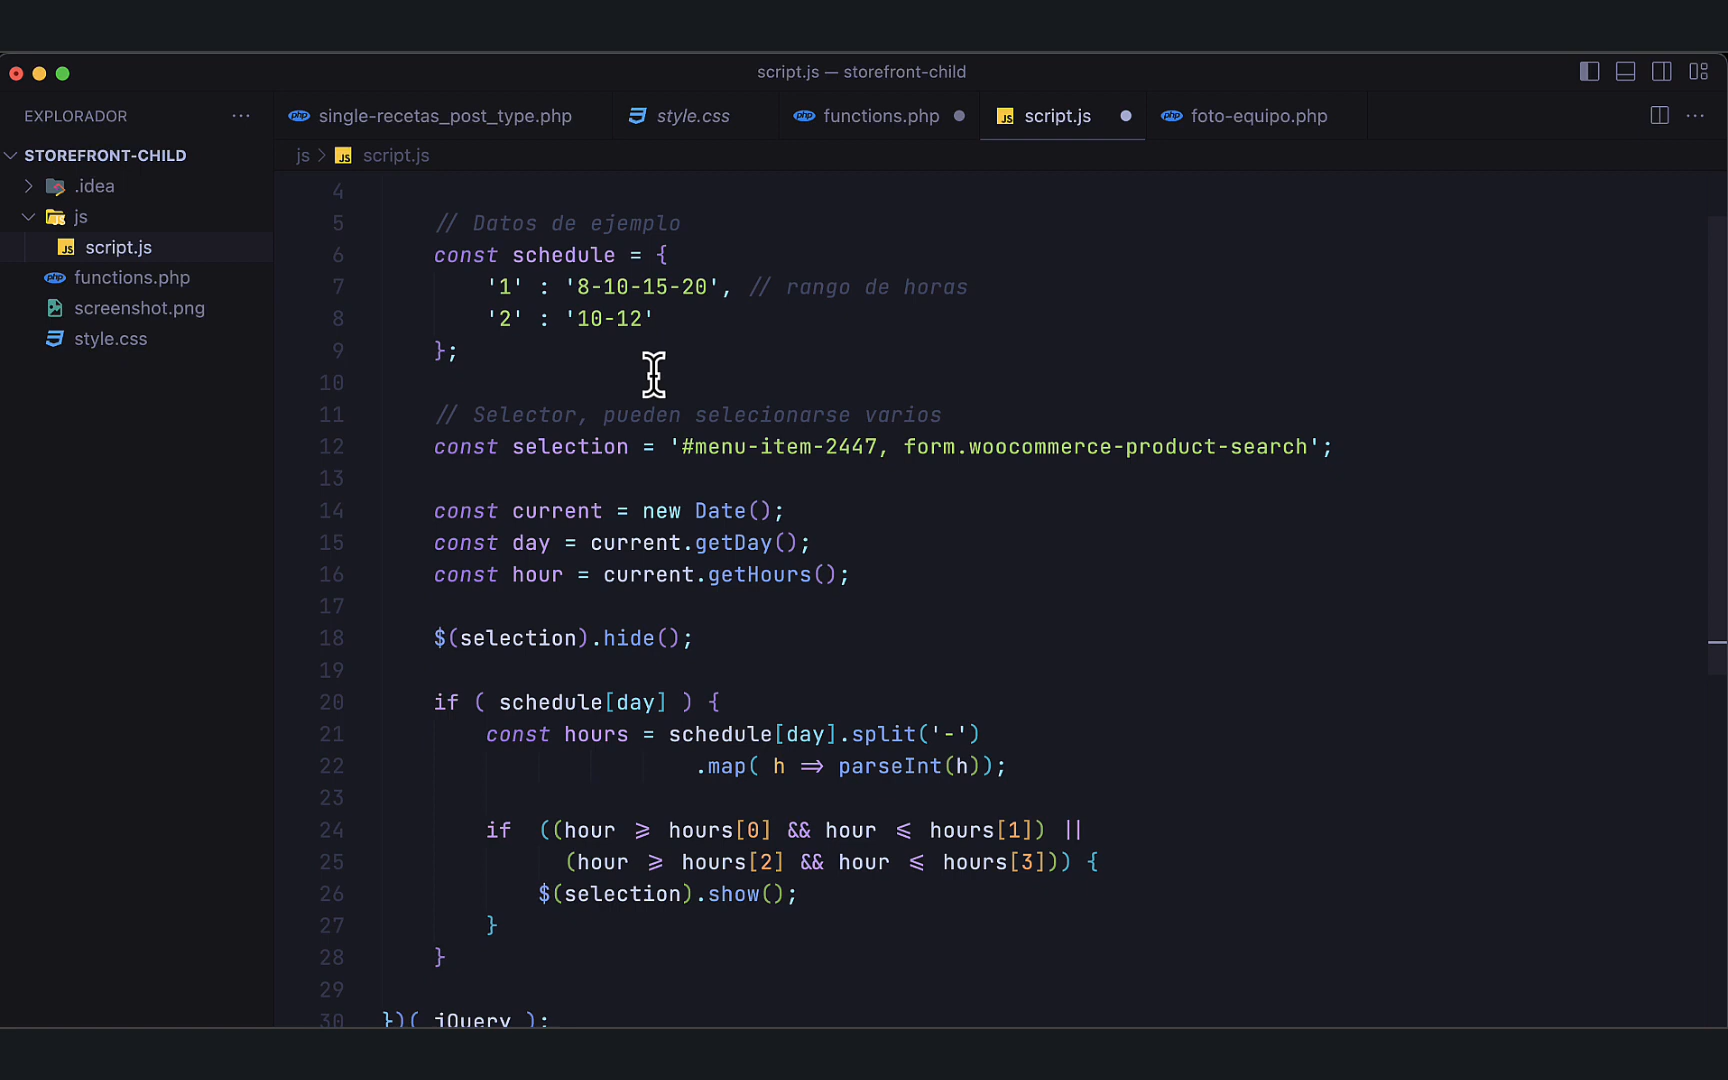 script.js — storefront-child
EXPLORADOR
single-recetas_post_type.php
style.css
functions.php
script.js
foto-equipo.php
STOREFRONT-CHILD
js > script.js
.idea
js
script.js
functions.php
screenshot.png
style.css
4
5 // Datos de ejemplo
6 const schedule = {
7 '1' : '8-10-15-20', // rango de horas
8 '2' : '10-12'
9 };
10
11 // Selector, pueden selecionarse varios
12 const selection = '#menu-item-2447, form.woocommerce-product-search';
13
14 const current = new Date();
15 const day = current.getDay();
16 const hour = current.getHours();
17
18 $(selection).hide();
19
20 if ( schedule[day] ) {
21 const hours = schedule[day].split('-')
22 .map( h => parseInt(h));
23
24 if ((hour >= hours[0] && hour <= hours[1]) ||
25 (hour >= hours[2] && hour <= hours[3])) {
26 $(selection).show();
27 }
28 }
29
30 })( jQuery );